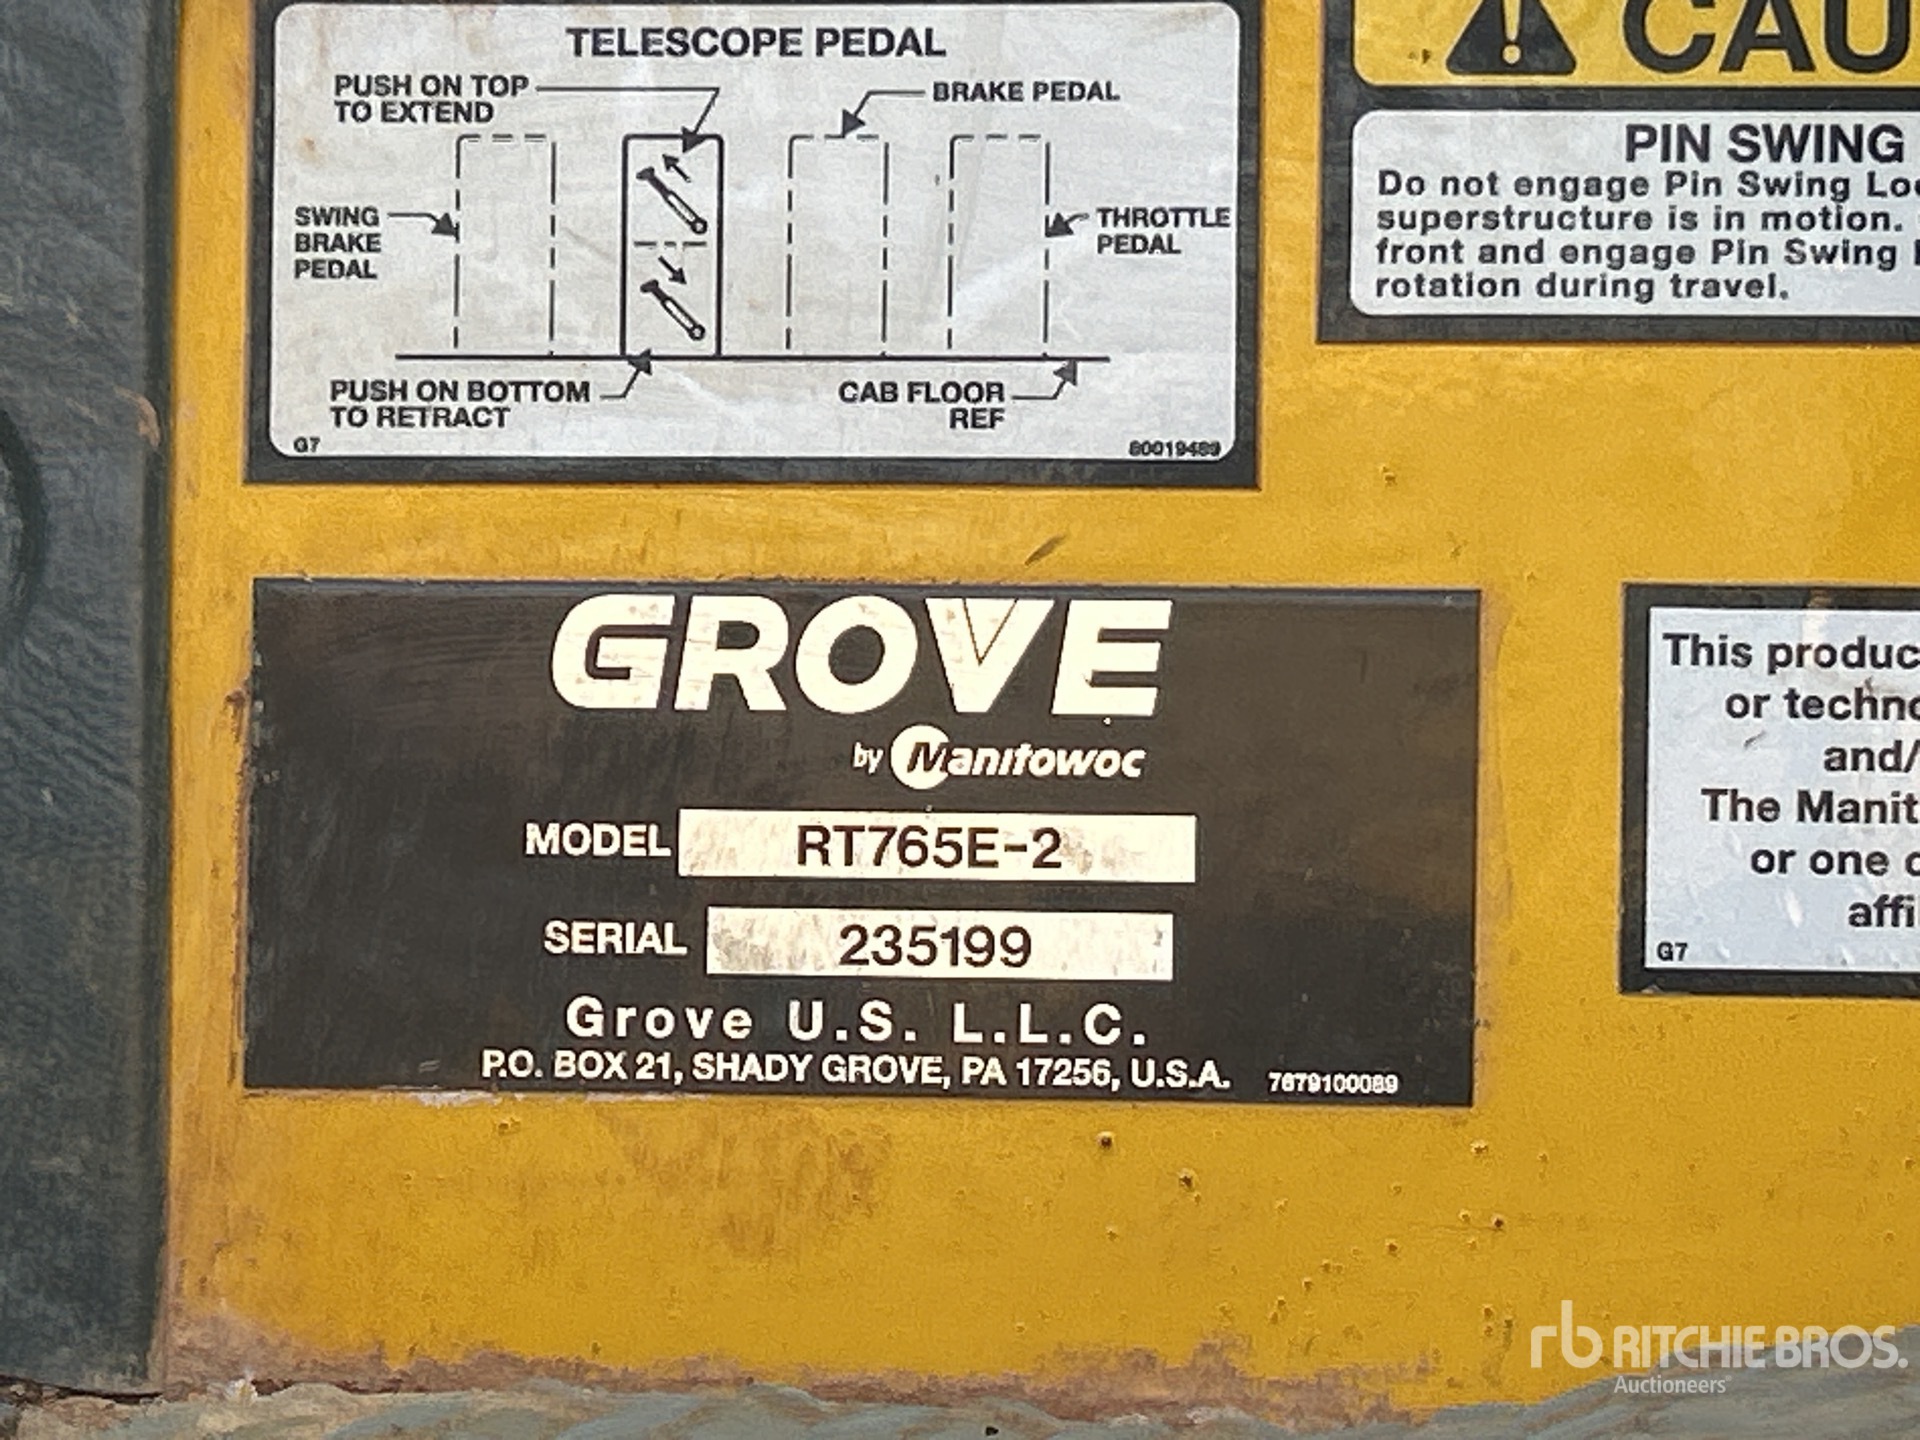 TELESCOPE PEDAL
PUSH ON TOP
TO EXTEND
BRAKE PEDAL
SWING
BRAKE
PEDAL
THROTTLE
PEDAL
PUSH ON BOTTOM
TO RETRACT
CAB FLOOR
REF
G7
80019489
CAU
PIN SWING
Do not engage Pin Swing Loc
superstructure is in motion.
front and engage Pin Swing
rotation during travel.
GROVE
by Manitowoc
MODEL RT765E-2
SERIAL 235199
Grove U.S. L.L.C.
P.O. BOX 21, SHADY GROVE, PA 17256, U.S.A. 7679100089
This produc
or techno
and/
The Manit
or one o
affi
G7
rb RITCHIE BROS.
Auctioneers